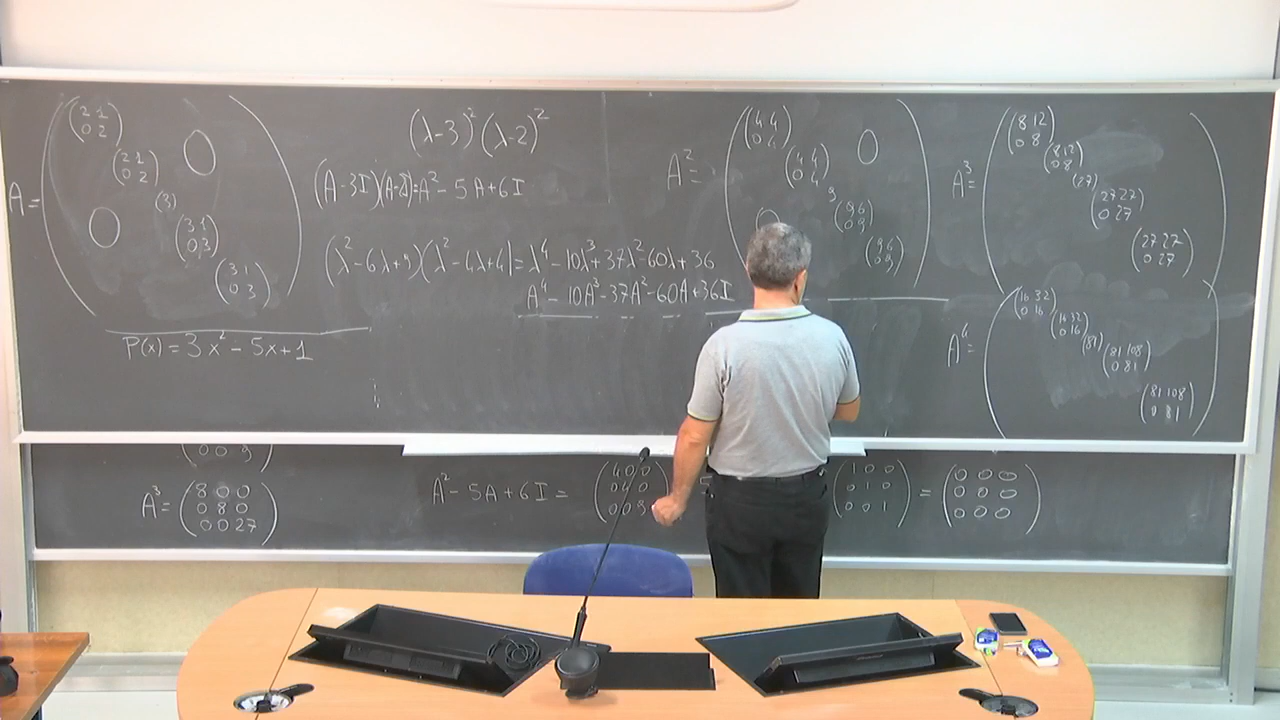 A=
(2 1
0 2)
(2 1
0 2)
(3)
(3 1
0 3)
(3 1
0 3)
(λ-3)² (λ-2)²
(A-3I)(A-2I)=A²-5A+6I
(λ²-6λ+9)(λ²-4λ+4)=λ⁴-10λ³+37λ²-60λ+36
A⁴-10A³-37A²-60A+36I
P(x)=3x²-5x+1
A²=
(4 4
0 4)
(4 4
0 4)
9
(9 6
0 9)
(9 6
0 9)
A³=
(8 12
0 8)
(8 12
0 8)
(27)
(27 27
0 27)
(27 27
0 27)
A⁴=
(16 32
0 16)
(16 32
0 16)
(81)
(81 108
0 81)
(81 108
0 81)
0 0 9
A³=
(8 0 0
0 8 0
0 0 27)
A²-5A+6I=
(4 0 0
0 4 0
0 0 9)
(1 0 0
0 1 0
0 0 1)
=
(0 0 0
0 0 0
0 0 0)